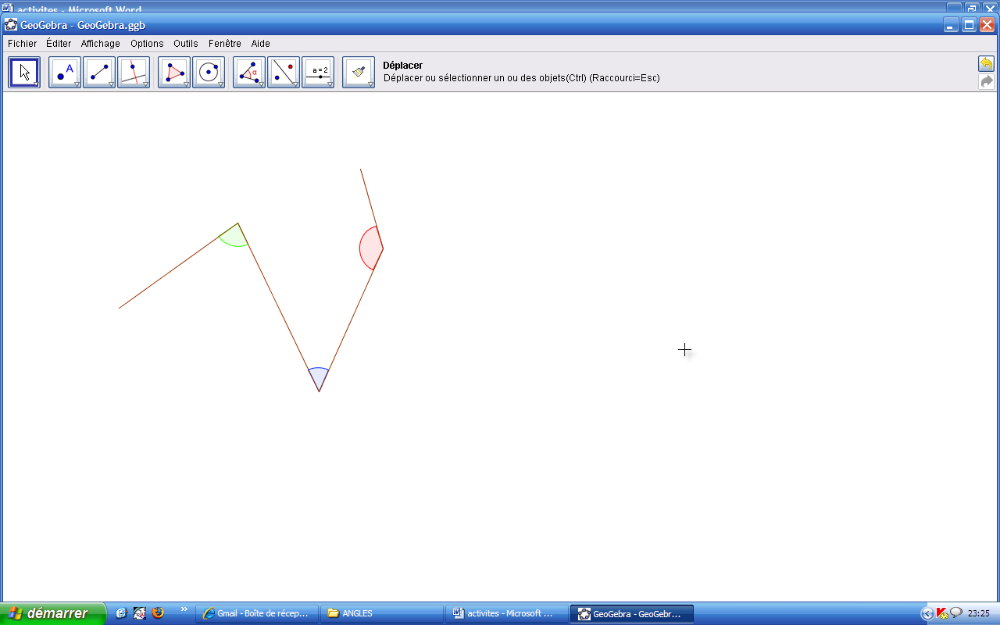 activites - Microsoft Word
GeoGebra - GeoGebra.ggb
Fichier Éditer Affichage Options Outils Fenêtre Aide
A
α
a = 2
Déplacer
Déplacer ou sélectionner un ou des objets(Ctrl) (Raccourci=Esc)
démarrer
»
Gmail - Boîte de récep...
ANGLES
activites - Microsoft ...
GeoGebra - GeoGebr...
23:25